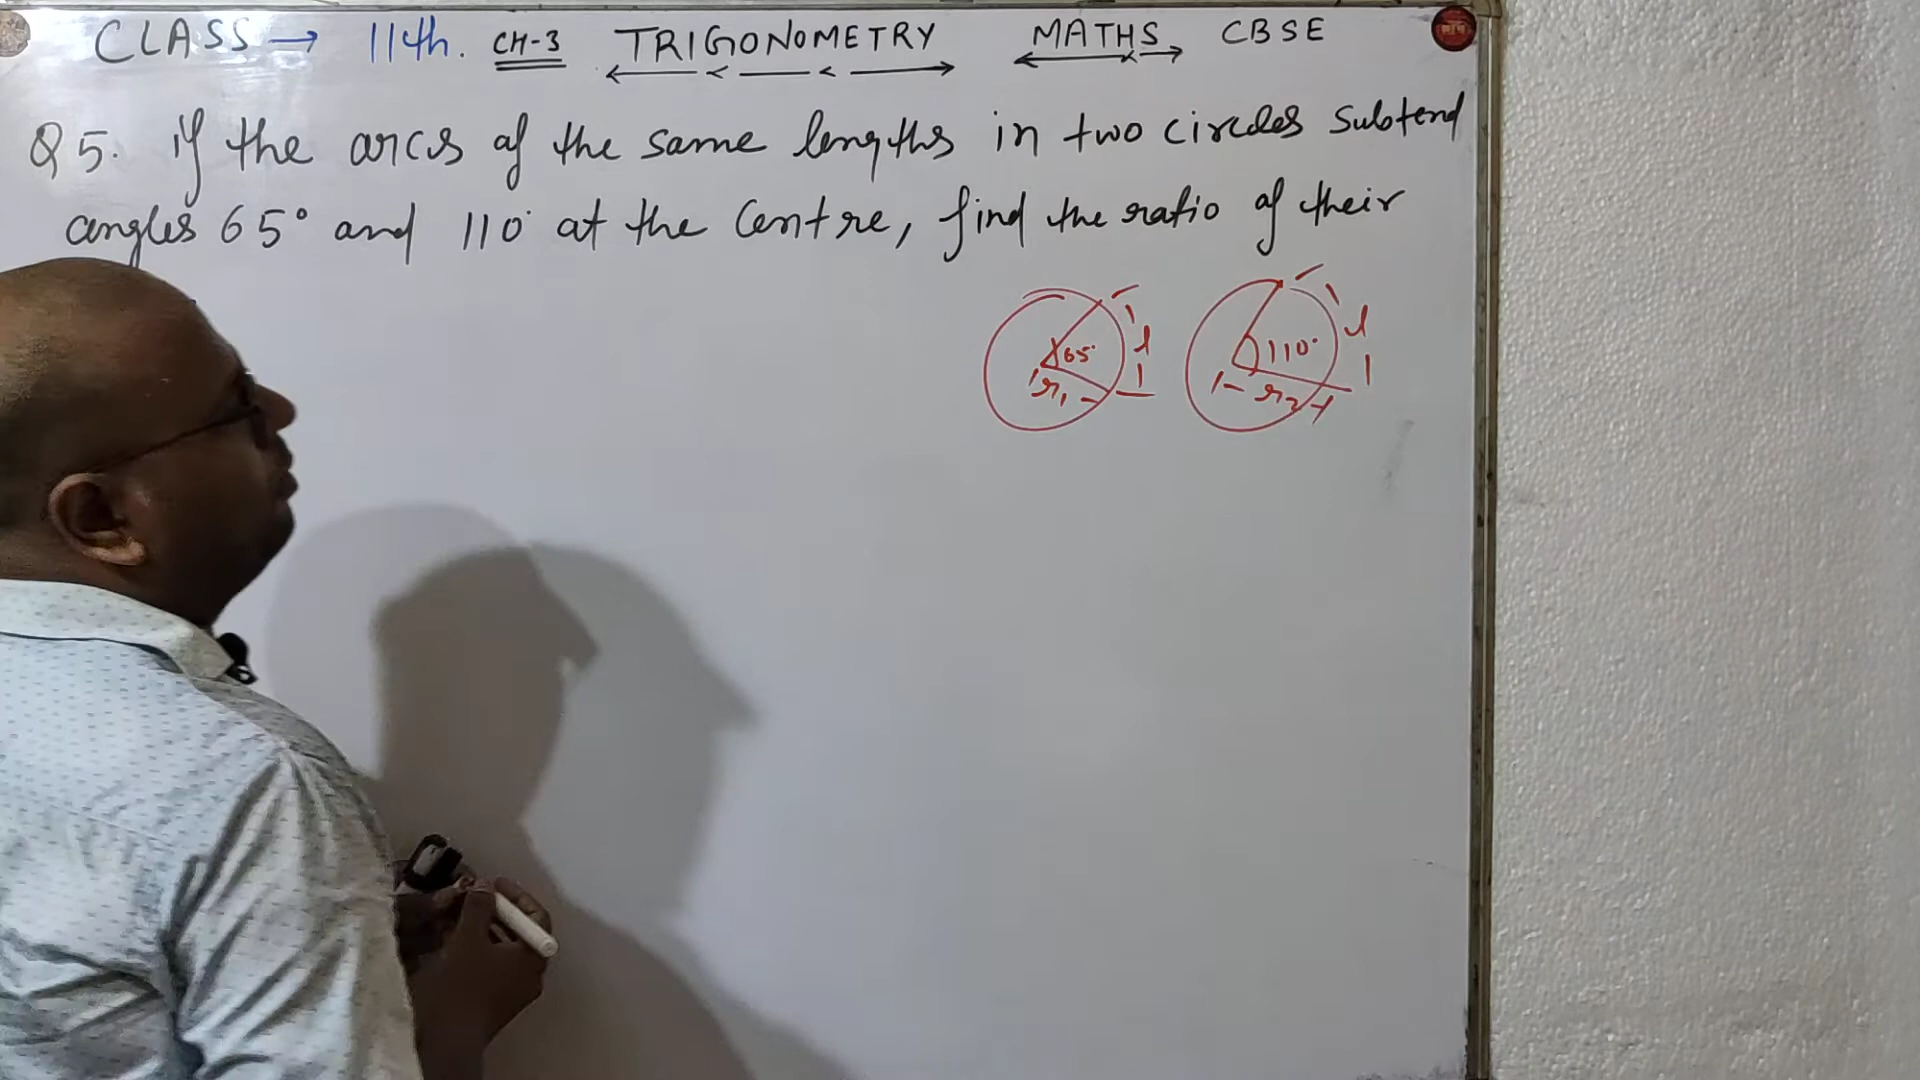 CLASS → 11th. CH-3 TRIGONOMETRY MATHS CBSE
Q5. if the arcs of the same lengths in two circles subtend
angles 65° and 110° at the centre, find the ratio of their
65° l r₁
110° l r₂